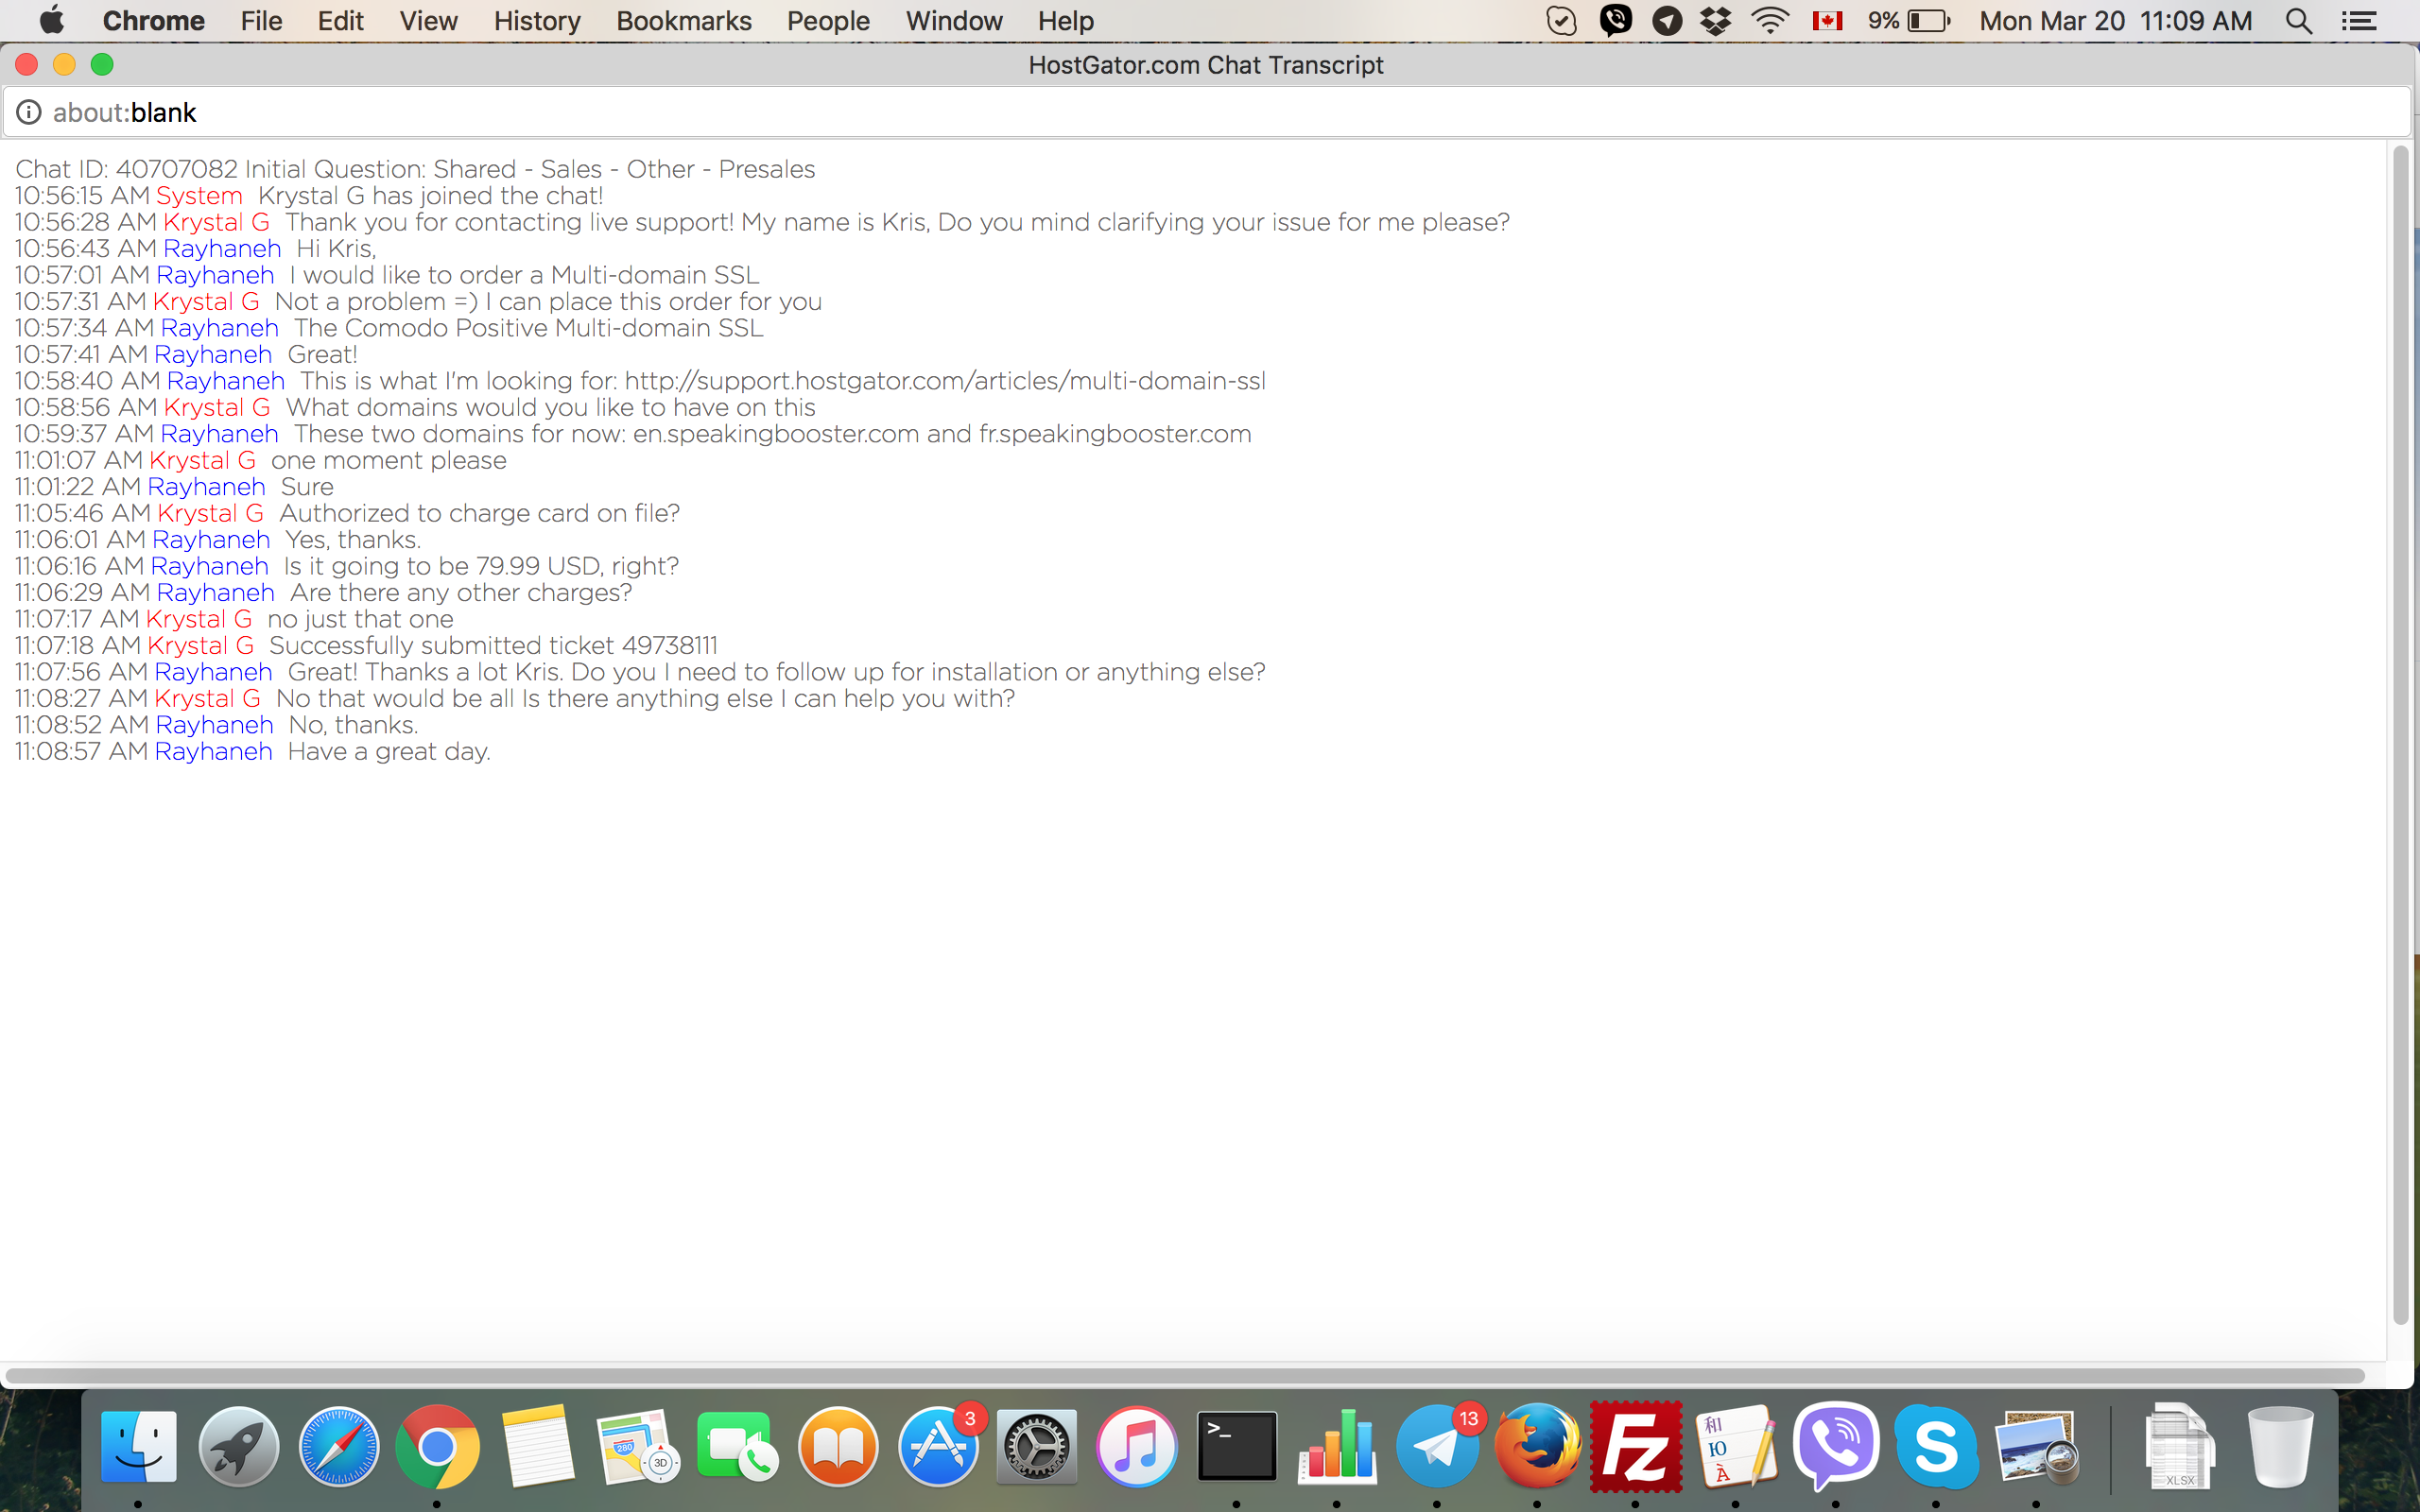 Chrome File Edit View History Bookmarks People Window Help 9% Mon Mar 20 11:09 AM
HostGator.com Chat Transcript
about:blank
Chat ID: 40707082 Initial Question: Shared - Sales - Other - Presales
10:56:15 AM System Krystal G has joined the chat!
10:56:28 AM Krystal G Thank you for contacting live support! My name is Kris, Do you mind clarifying your issue for me please?
10:56:43 AM Rayhaneh Hi Kris,
10:57:01 AM Rayhaneh I would like to order a Multi-domain SSL
10:57:31 AM Krystal G Not a problem =) I can place this order for you
10:57:34 AM Rayhaneh The Comodo Positive Multi-domain SSL
10:57:41 AM Rayhaneh Great!
10:58:40 AM Rayhaneh This is what I'm looking for: http://support.hostgator.com/articles/multi-domain-ssl
10:58:56 AM Krystal G What domains would you like to have on this
10:59:37 AM Rayhaneh These two domains for now: en.speakingbooster.com and fr.speakingbooster.com
11:01:07 AM Krystal G one moment please
11:01:22 AM Rayhaneh Sure
11:05:46 AM Krystal G Authorized to charge card on file?
11:06:01 AM Rayhaneh Yes, thanks.
11:06:16 AM Rayhaneh Is it going to be 79.99 USD, right?
11:06:29 AM Rayhaneh Are there any other charges?
11:07:17 AM Krystal G no just that one
11:07:18 AM Krystal G Successfully submitted ticket 49738111
11:07:56 AM Rayhaneh Great! Thanks a lot Kris. Do you I need to follow up for installation or anything else?
11:08:27 AM Krystal G No that would be all Is there anything else I can help you with?
11:08:52 AM Rayhaneh No, thanks.
11:08:57 AM Rayhaneh Have a great day.
280 3D 3 >_ 13 Fz 和 Ю À S XLSX